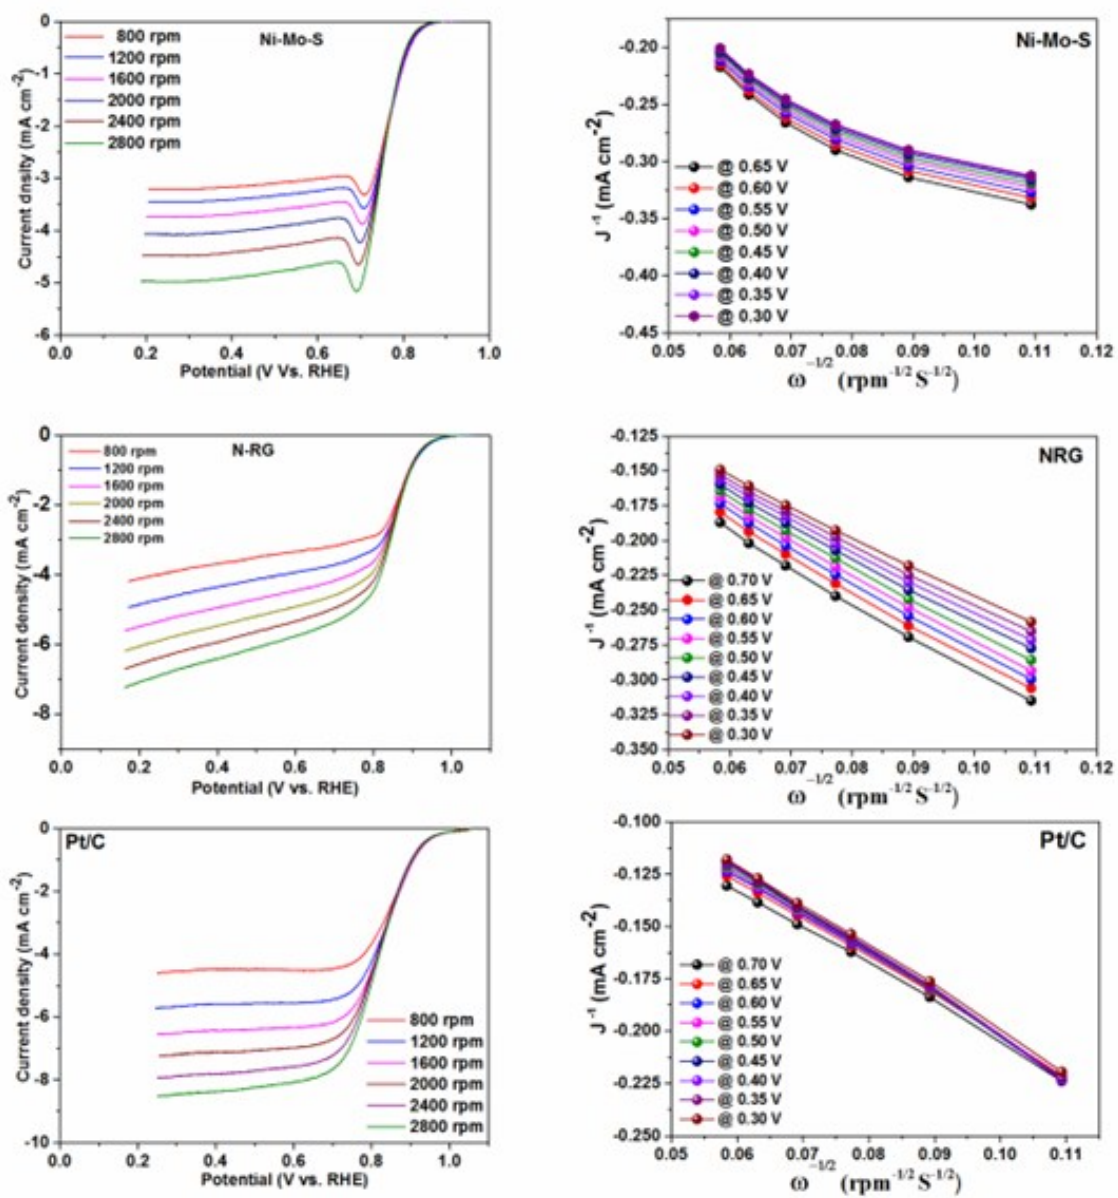 Ni-Mo-S
800 rpm
1200 rpm
1600 rpm
2000 rpm
2400 rpm
2800 rpm
Current dnsity (mA cm-2)
0
-1
-2
-3
-4
-5
-6
0.0 0.2 0.4 0.6 0.8 1.0
Potential (V Vs. RHE)
Ni-Mo-S
J -1 (mA cm-2)
-0.20
-0.25
-0.30
-0.35
-0.40
-0.45
@ 0.65 V
@ 0.60 V
@ 0.55 V
@ 0.50 V
@ 0.45 V
@ 0.40 V
@ 0.35 V
@ 0.30 V
0.05 0.06 0.07 0.08 0.09 0.10 0.11 0.12
ω-1/2 (rpm-1/2 S-1/2)
N-RG
800 rpm
1200 rpm
1600 rpm
2000 rpm
2400 rpm
2800 rpm
Current density (mA cm-2)
0
-2
-4
-6
-8
0.0 0.2 0.4 0.6 0.8 1.0
Potential (V vs. RHE)
NRG
J -1 (mA cm-2)
-0.125
-0.150
-0.175
-0.200
-0.225
-0.250
-0.275
-0.300
-0.325
-0.350
@ 0.70 V
@ 0.65 V
@ 0.60 V
@ 0.55 V
@ 0.50 V
@ 0.45 V
@ 0.40 V
@ 0.35 V
@ 0.30 V
0.05 0.06 0.07 0.08 0.09 0.10 0.11 0.12
ω-1/2 (rpm-1/2 S-1/2)
Pt/C
Current density (mA cm-2)
0
-2
-4
-6
-8
-10
800 rpm
1200 rpm
1600 rpm
2000 rpm
2400 rpm
2800 rpm
0.0 0.2 0.4 0.6 0.8 1.0
Potential (V vs. RHE)
Pt/C
J -1 (mA cm-2)
-0.100
-0.125
-0.150
-0.175
-0.200
-0.225
-0.250
@ 0.70 V
@ 0.65 V
@ 0.60 V
@ 0.55 V
@ 0.50 V
@ 0.45 V
@ 0.40 V
@ 0.35 V
@ 0.30 V
0.05 0.06 0.07 0.08 0.09 0.10 0.11
ω-1/2 (rpm-1/2 S-1/2)